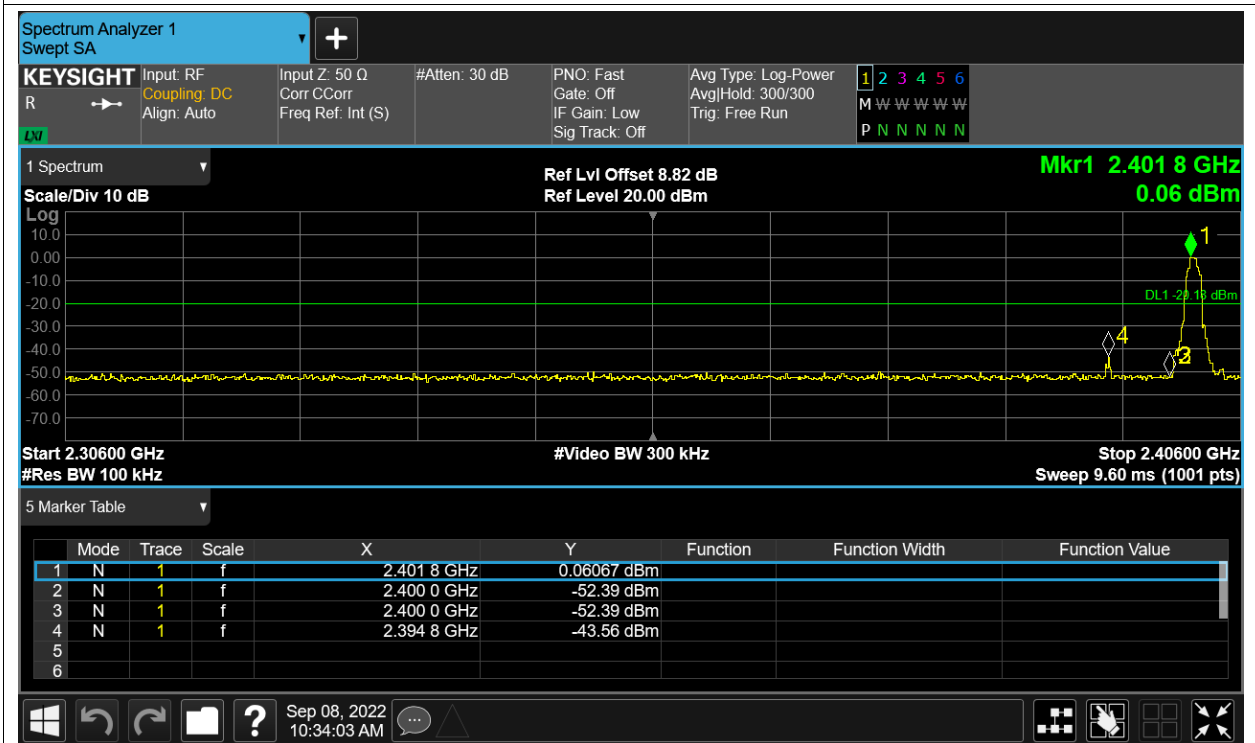 Spectrum Analyzer 1
Swept SA
KEYSIGHT
R
LXI
Input: RF
Coupling: DC
Align: Auto
Input Z: 50 Ω
Corr CCorr
Freq Ref: Int (S)
#Atten: 30 dB
PNO: Fast
Gate: Off
IF Gain: Low
Sig Track: Off
Avg Type: Log-Power
Avg|Hold: 300/300
Trig: Free Run
1 2 3 4 5 6
M W W W W W
P N N N N N
1 Spectrum
Scale/Div 10 dB
Ref Lvl Offset 8.82 dB
Ref Level 20.00 dBm
Mkr1 2.401 8 GHz
0.06 dBm
Log
10.0
0.00
-10.0
-20.0
-30.0
-40.0
-50.0
-60.0
-70.0
1
4
DL1 dBm
Start 2.30600 GHz
#Res BW 100 kHz
#Video BW 300 kHz
Stop 2.40600 GHz
Sweep 9.60 ms (1001 pts)
5 Marker Table
Mode Trace Scale X Y Function Function Width Function Value
1 N 1 f 2.401 8 GHz 0.06067 dBm
2 N 1 f 2.400 0 GHz -52.39 dBm
3 N 1 f 2.400 0 GHz -52.39 dBm
4 N 1 f 2.394 8 GHz -43.56 dBm
5
6
?
Sep 08, 2022
10:34:03 AM